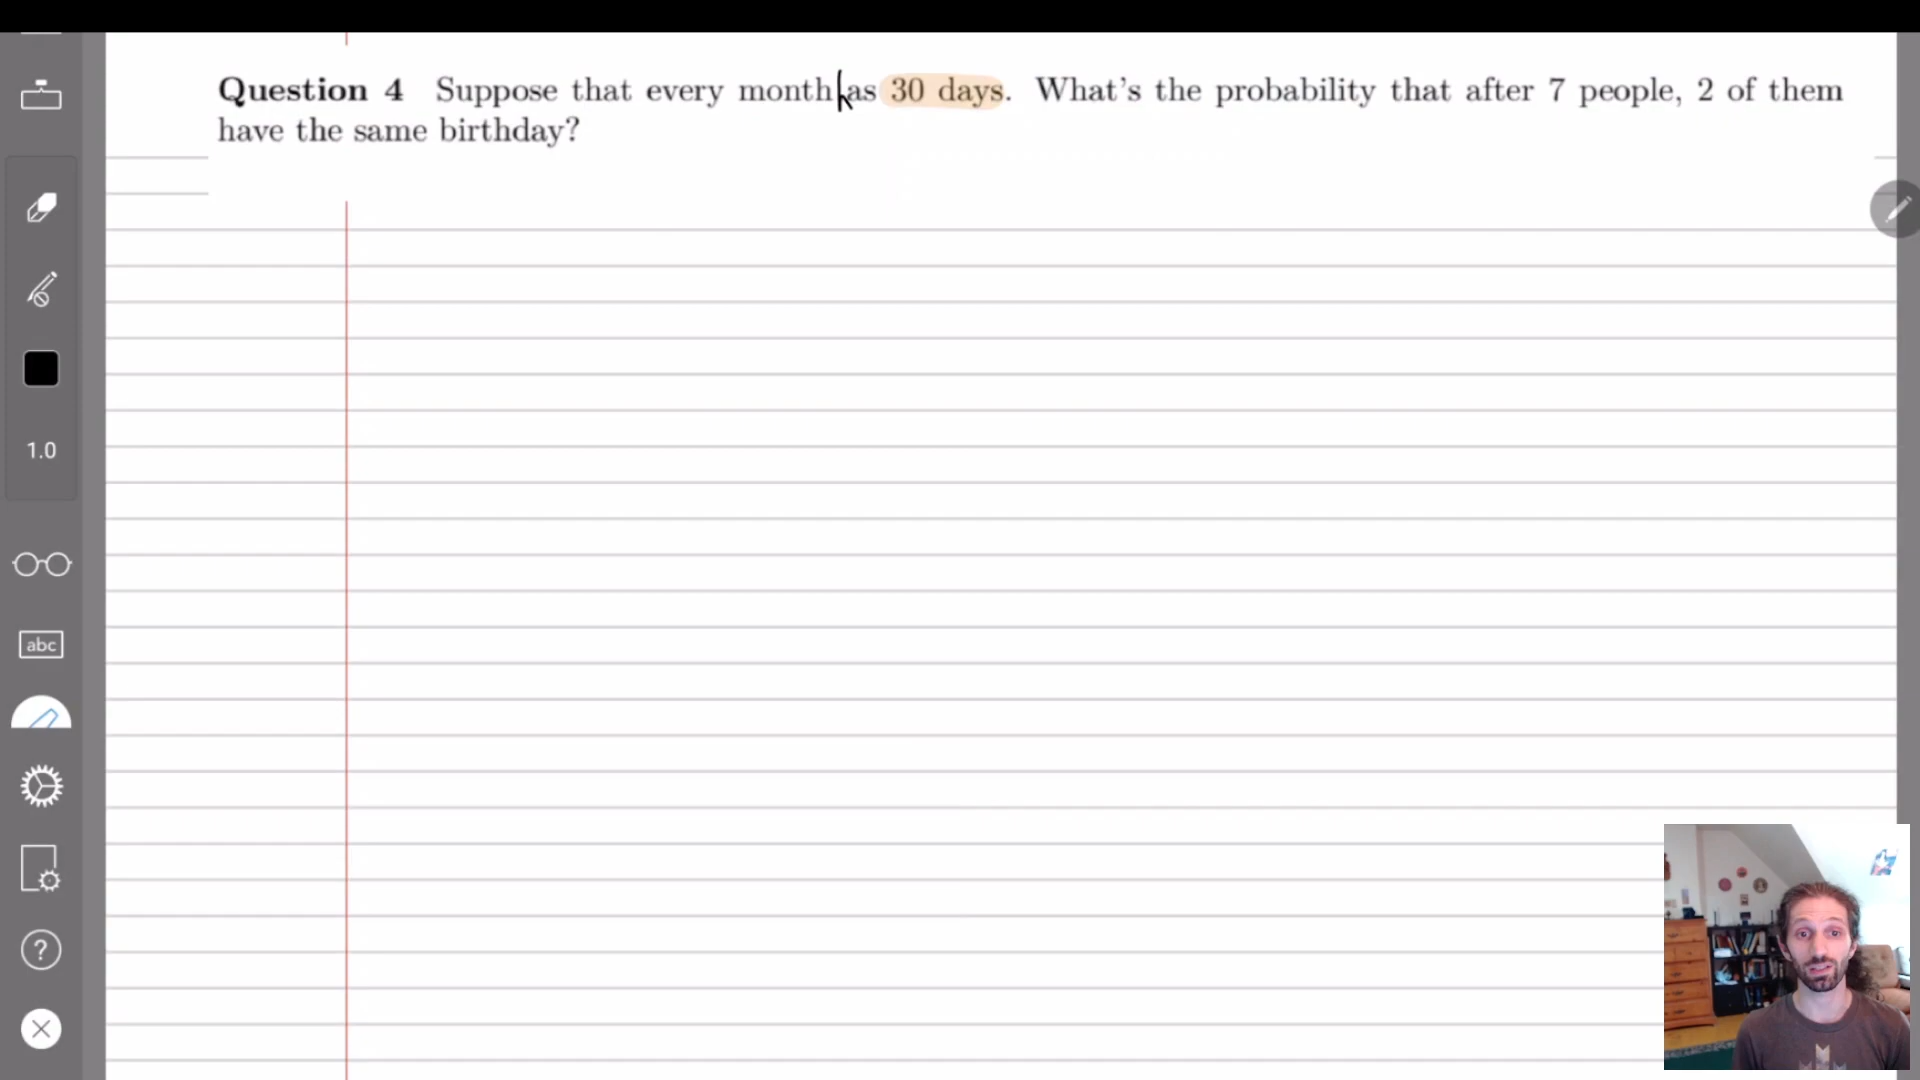 Question 4 Suppose that every month has 30 days. What's the probability that after 7 people, 2 of them
have the same birthday?
1.0
abc
?